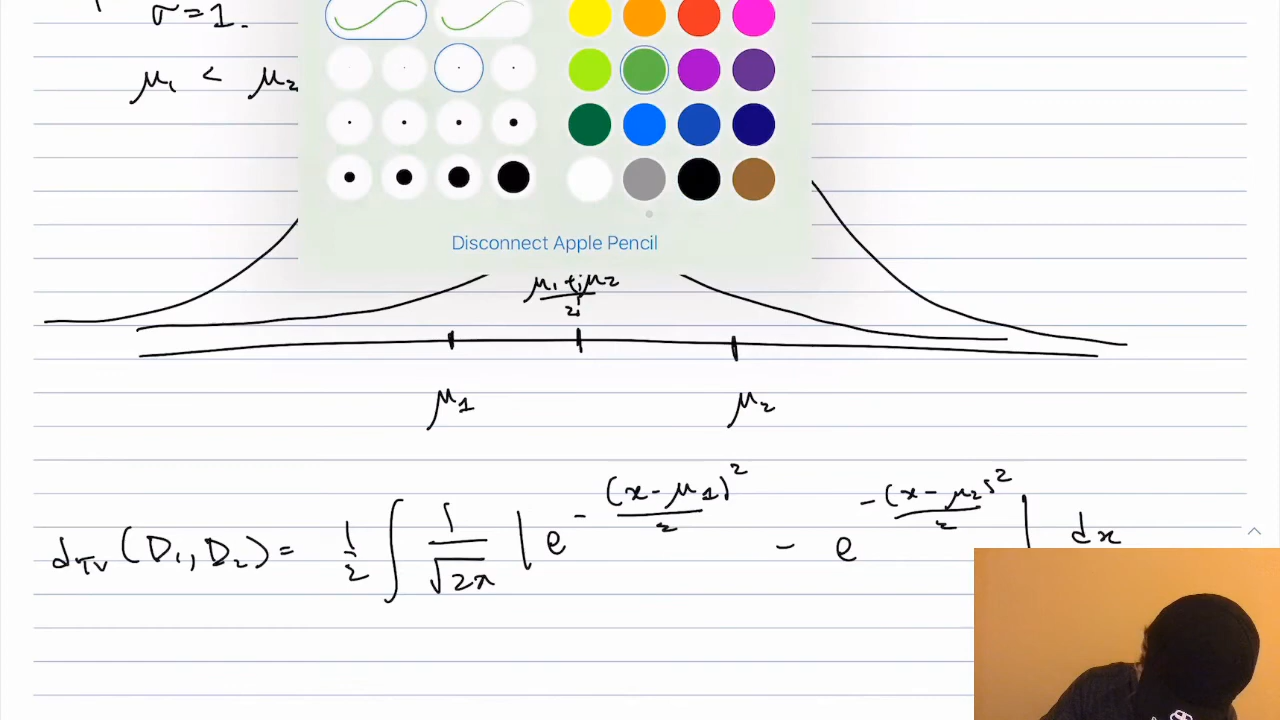 σ = 1.
μ₁ < μ₂
Disconnect Apple Pencil
(μ₁ + μ₂)/2
μ₁ μ₂
d_TV (D₁, D₂) = 1/2 ∫ 1/√(2π) | e^(-(x-μ₁)²/2) - e^(-(x-μ₂)²/2) | dx